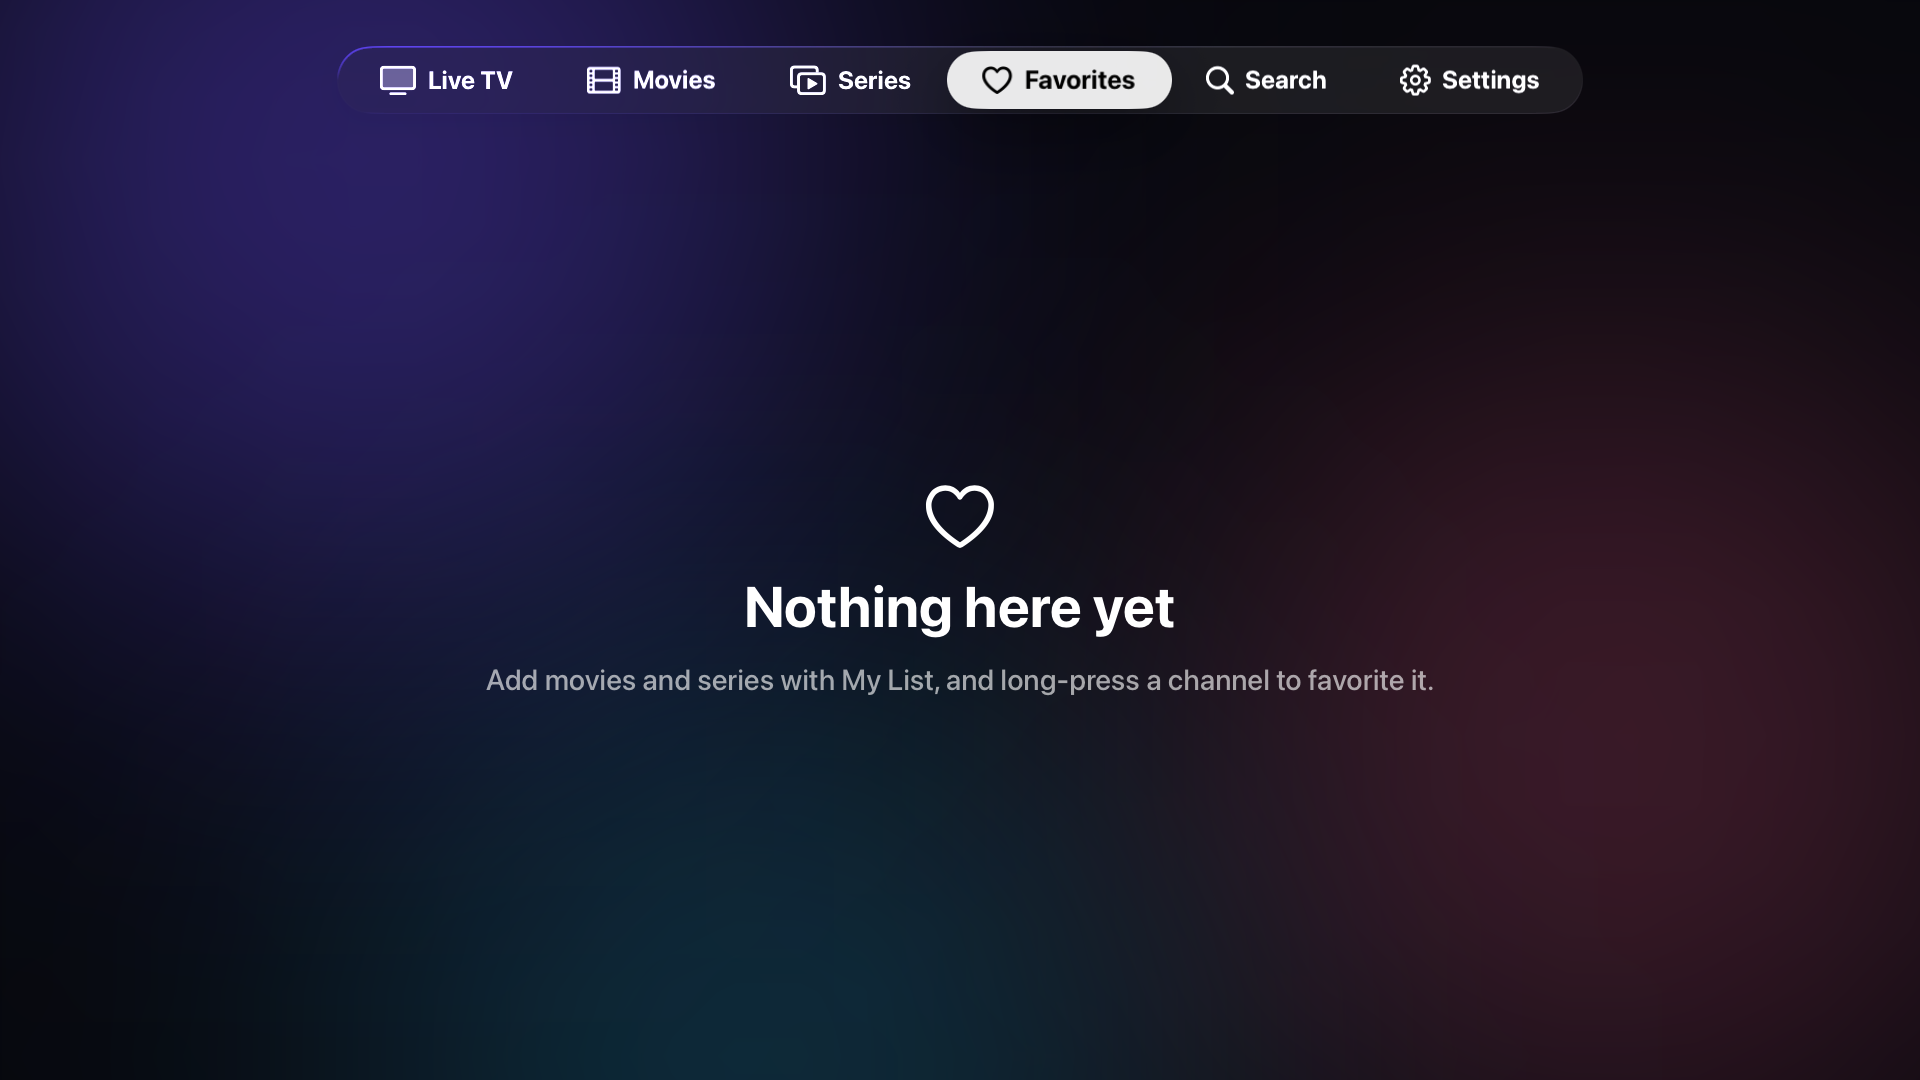 Live TV
Movies
Series
Favorites
Search
Settings
Nothing here yet
Add movies and series with My List, and long-press a channel to favorite it.